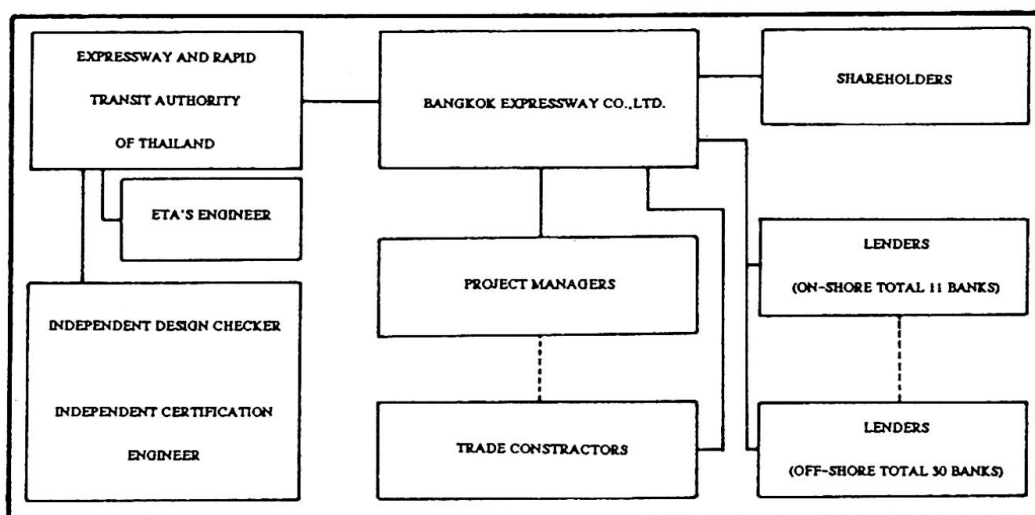 EXPRESSWAY AND RAPID
TRANSIT AUTHORITY
OF THAILAND
BANGKOK EXPRESSWAY CO.,LTD.
SHAREHOLDERS
ETA'S ENGINEER
PROJECT MANAGERS
LENDERS
(ON-SHORE TOTAL 11 BANKS)
INDEPENDENT DESIGN CHECKER
INDEPENDENT CERTIFICATION
ENGINEER
TRADE CONSTRACTORS
LENDERS
(OFF-SHORE TOTAL 30 BANKS)